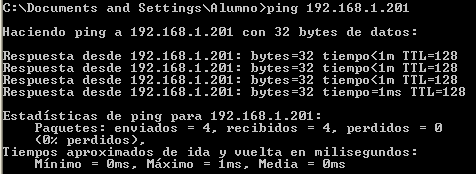 C:\Documents and Settings\Alumno>ping 192.168.1.201
Haciendo ping a 192.168.1.201 con 32 bytes de datos:
Respuesta desde 192.168.1.201: bytes=32 tiempo<1m TTL=128
Respuesta desde 192.168.1.201: bytes=32 tiempo<1m TTL=128
Respuesta desde 192.168.1.201: bytes=32 tiempo<1m TTL=128
Respuesta desde 192.168.1.201: bytes=32 tiempo=1ms TTL=128
Estadísticas de ping para 192.168.1.201:
Paquetes: enviados = 4, recibidos = 4, perdidos = 0
(0% perdidos),
Tiempos aproximados de ida y vuelta en milisegundos:
Mínimo = 0ms, Máximo = 1ms, Media = 0ms